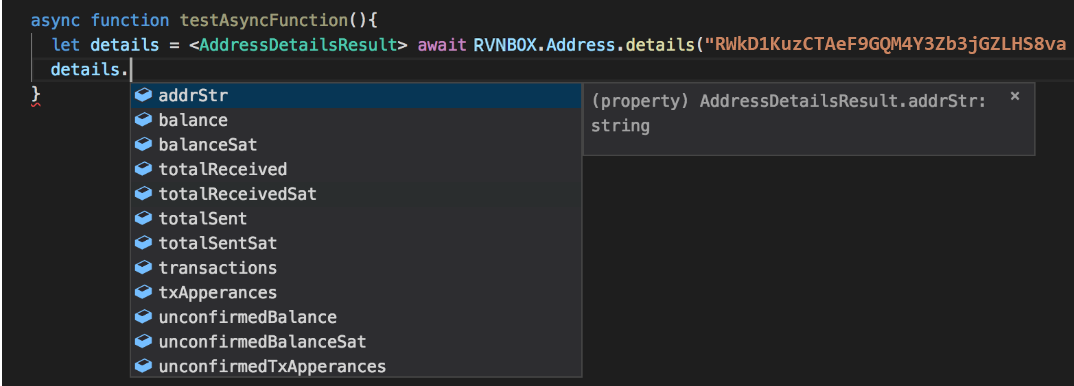 async function testAsyncFunction(){
let details = <AddressDetailsResult> await RVNBOX.Address.details("RWkD1KuzCTAeF9GQM4Y3Zb3jGZLHS8va
details.
}
addrStr
balance
balanceSat
totalReceived
totalReceivedSat
totalSent
totalSentSat
transactions
txApperances
unconfirmedBalance
unconfirmedBalanceSat
unconfirmedTxApperances
(property) AddressDetailsResult.addrStr: ×
string